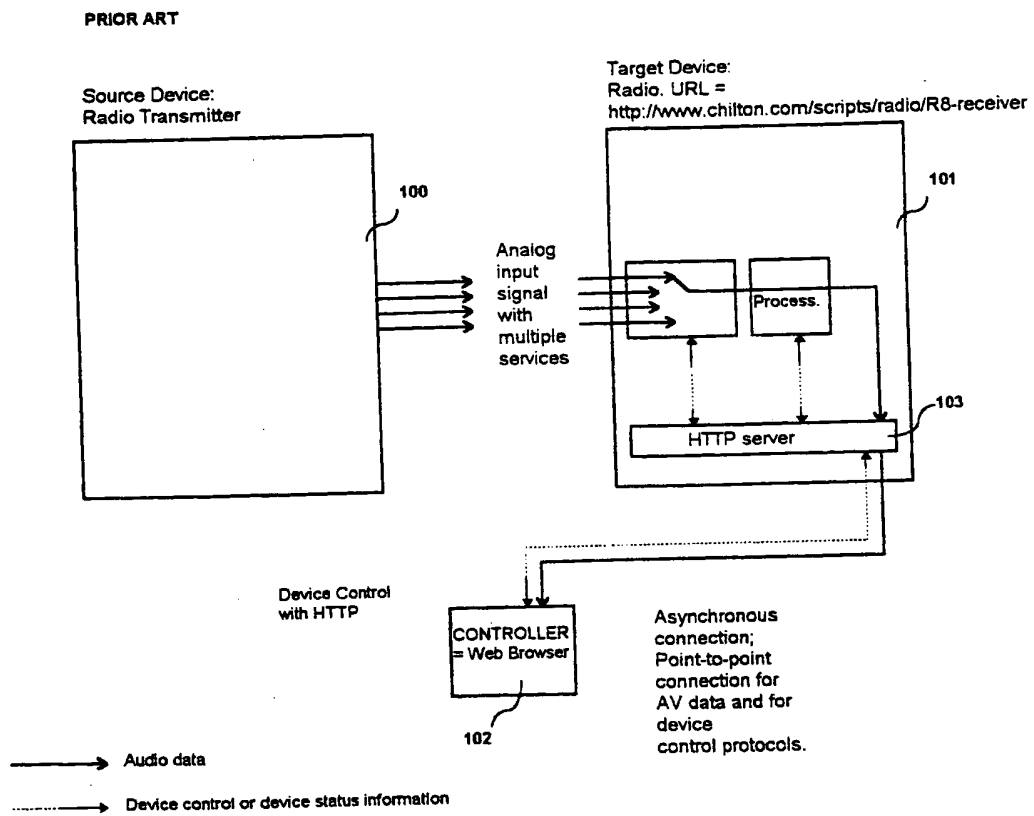 PRIOR ART
Source Device:
Radio Transmitter
Target Device:
Radio. URL =
http://www.chilton.com/scripts/radio/R8-receiver
100
101
Analog
input
signal
with
multiple
services
Process.
103
HTTP server
Device Control
with HTTP
CONTROLLER
= Web Browser
102
Asynchronous
connection;
Point-to-point
connection for
AV data and for
device
control protocols.
Audio data
Device control or device status information